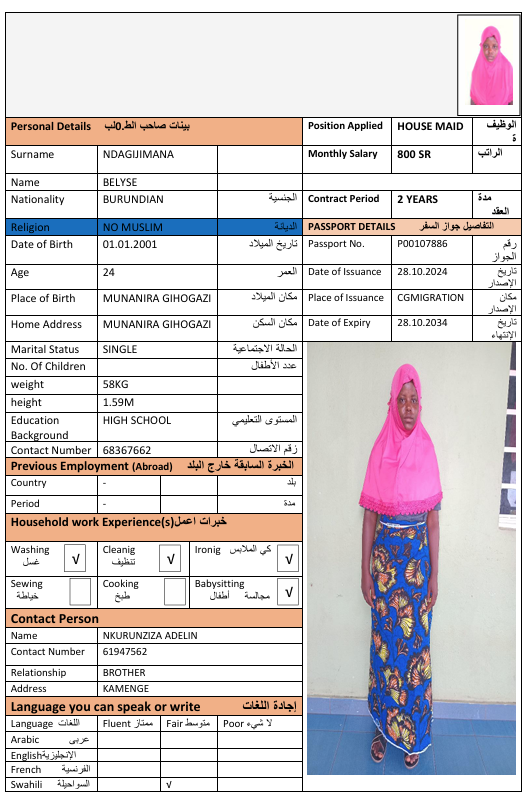 Personal Details بيبنات صاحب الط.0لب
Position Applied HOUSE MAID الوظيفة
Surname NDAGIJIMANA
Monthly Salary 800 SR الراتب
Name BELYSE
Nationality BURUNDIAN الجنسية
Contract Period 2 YEARS مدة العقد
Religion NO MUSLIM الديانة
PASSPORT DETAILS التفاصيل جواز السفر
Date of Birth 01.01.2001 تاريخ الميلاد
Passport No. P00107886 رقم الجواز
Age 24 العمر
Date of Issuance 28.10.2024 تاريخ الإصدار
Place of Birth MUNANIRA GIHOGAZI مكان الميلاد
Place of Issuance CGMIGRATION مكان الإصدار
Home Address MUNANIRA GIHOGAZI مكان السكن
Date of Expiry 28.10.2034 تاريخ الإنتهاء
Marital Status SINGLE الحالة الاجتماعية
No. Of Children عدد الأطفال
weight 58KG
height 1.59M
Education Background HIGH SCHOOL المستوى التعليمي
Contact Number 68367662 رقم الاتصال
Previous Employment (Abroad) الخبرة السابقة خارج البلد
Country - بلد
Period - مدة
Household work Experience(s) خبرات اعمل
Washing غسل √ Cleanig تنظيف √ Ironig كي الملابس √
Sewing خياطة Cooking طبخ Babysitting مجالسة أطفال √
Contact Person
Name NKURUNZIZA ADELIN
Contact Number 61947562
Relationship BROTHER
Address KAMENGE
Language you can speak or write إجادة اللغات
Language اللغات Fluent ممتاز Fair متوسط Poor لا شيء
Arabic عربى
English الإنجليزية
French الفرنسية
Swahili السواحيلة √